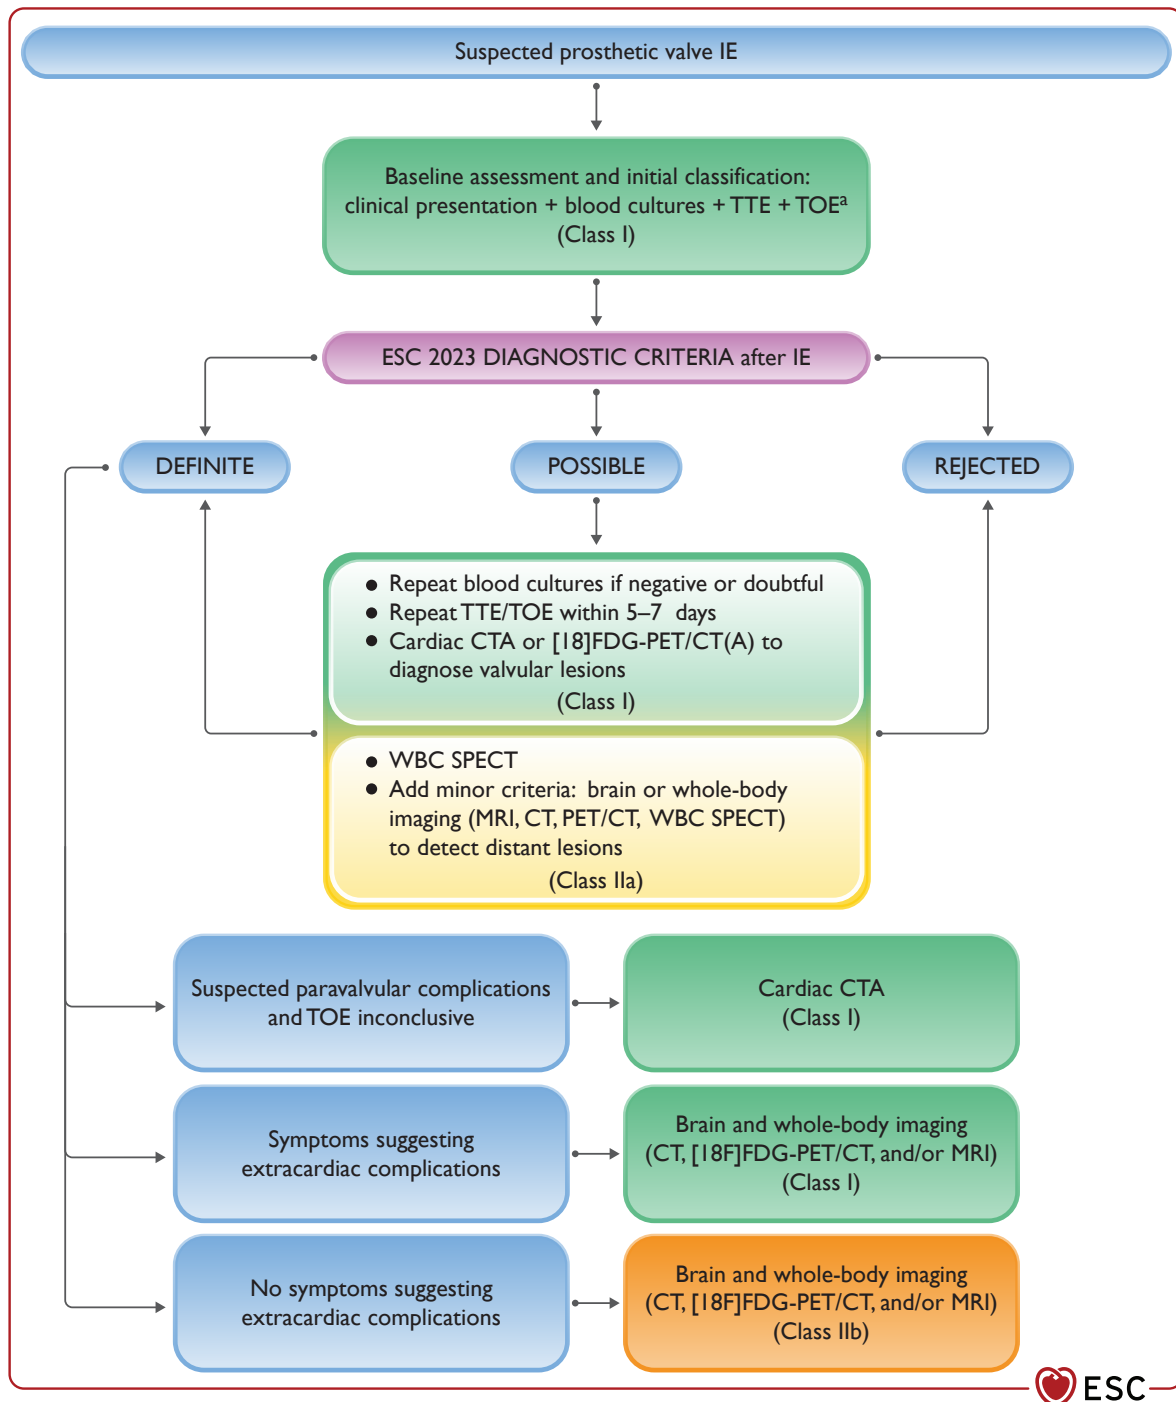 Suspected prosthetic valve IE
Baseline assessment and initial classification:
clinical presentation + blood cultures + TTE + TOEᵃ
(Class I)
ESC 2023 DIAGNOSTIC CRITERIA after IE
DEFINITE
POSSIBLE
REJECTED
● Repeat blood cultures if negative or doubtful
● Repeat TTE/TOE within 5–7 days
● Cardiac CTA or [18]FDG-PET/CT(A) to
diagnose valvular lesions
(Class I)
● WBC SPECT
● Add minor criteria: brain or whole-body
imaging (MRI, CT, PET/CT, WBC SPECT)
to detect distant lesions
(Class IIa)
Suspected paravalvular complications
and TOE inconclusive
Cardiac CTA
(Class I)
Symptoms suggesting
extracardiac complications
Brain and whole-body imaging
(CT, [18F]FDG-PET/CT, and/or MRI)
(Class I)
No symptoms suggesting
extracardiac complications
Brain and whole-body imaging
(CT, [18F]FDG-PET/CT, and/or MRI)
(Class IIb)
ESC